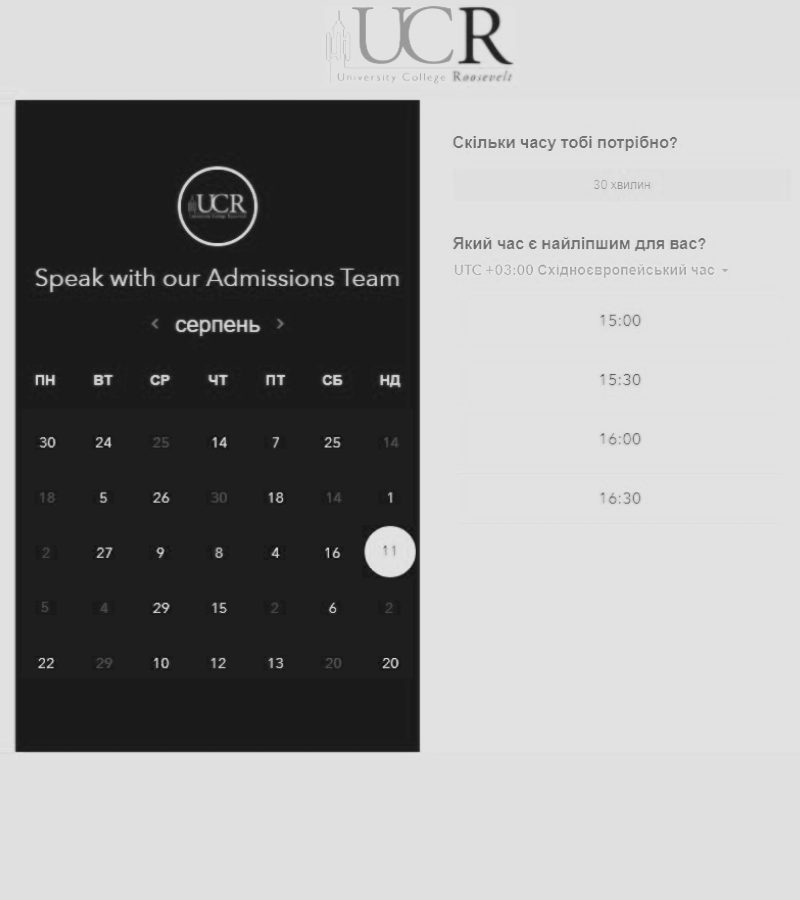 UCR
University College Roosevelt
UCR
Speak with our Admissions Team
серпень
ПН ВТ СР ЧТ ПТ СБ НД
30 24 25 14 7 25 14
18 5 26 30 18 14 1
2 27 9 8 4 16 11
5 4 29 15 2 6 2
22 29 10 12 13 20 20
Скільки часу тобі потрібно?
30 хвилин
Який час є найліпшим для вас?
UTC +03:00 Східноєвропейський час
15:00
15:30
16:00
16:30